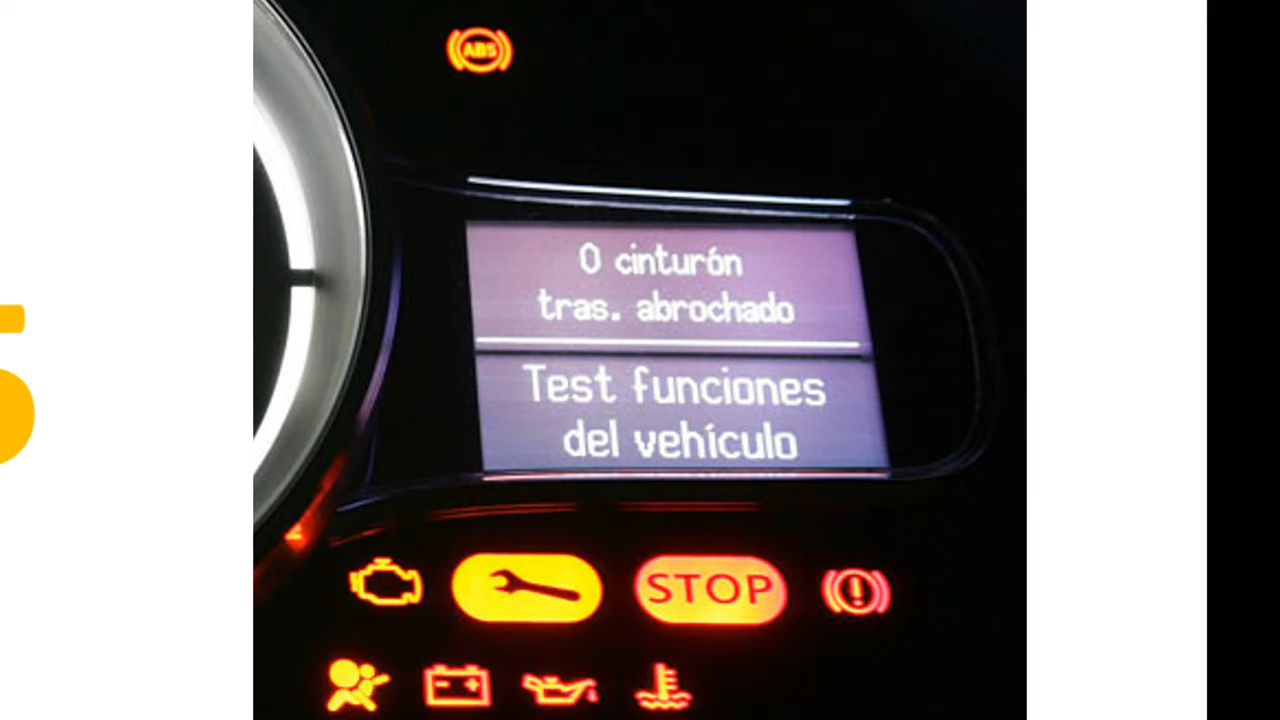 ABS
0 cinturón
tras. abrochado
Test funciones
del vehículo
STOP